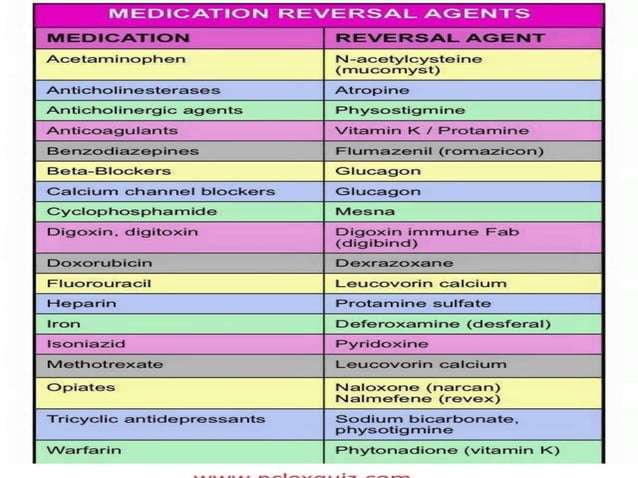 MEDICATION REVERSAL AGENTS
MEDICATION REVERSAL AGENT
Acetaminophen N-acetylcysteine
(mucomyst)
Anticholinesterases Atropine
Anticholinergic agents Physostigmine
Anticoagulants Vitamin K / Protamine
Benzodiazepines Flumazenil (romazicon)
Beta-Blockers Glucagon
Calcium channel blockers Glucagon
Cyclophosphamide Mesna
Digoxin, digitoxin Digoxin immune Fab
(digibind)
Doxorubicin Dexrazoxane
Fluorouracil Leucovorin calcium
Heparin Protamine sulfate
Iron Deferoxamine (desferal)
Isoniazid Pyridoxine
Methotrexate Leucovorin calcium
Opiates Naloxone (narcan)
Nalmefene (revex)
Tricyclic antidepressants Sodium bicarbonate,
physotigmine
Warfarin Phytonadione (vitamin K)